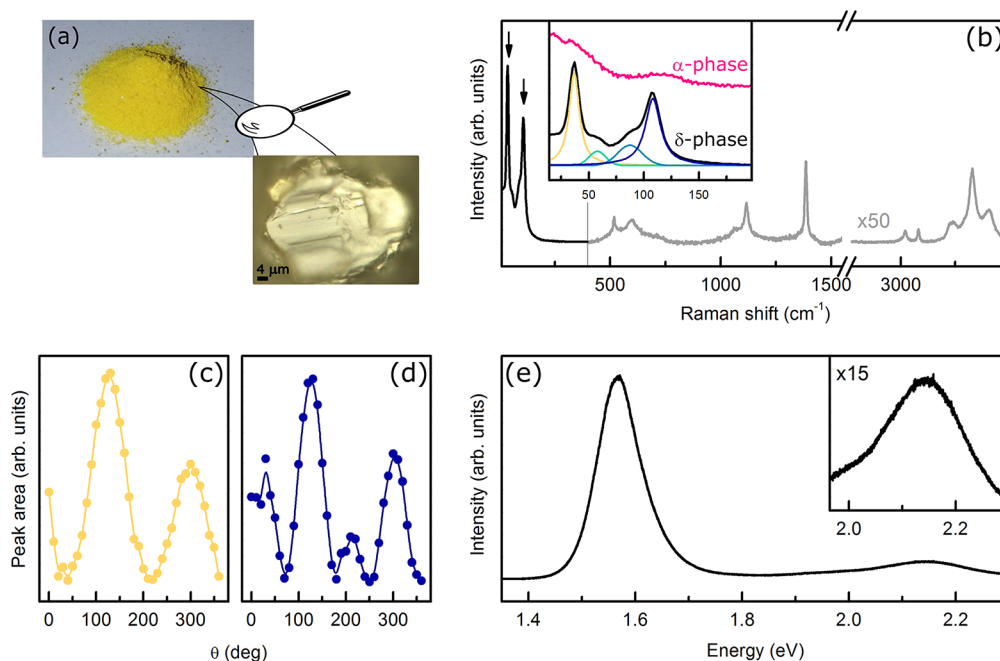 (a)
4 μm
(b)
Intensity (arb. units)
α-phase
δ-phase
50 100 150
x50
500 1000 1500 3000
Raman shift (cm⁻¹)
(c)
(d)
Peak area (arb. units)
0 100 200 300 0 100 200 300
θ (deg)
(e)
Intensity (arb. units)
x15
2.0 2.2
1.4 1.6 1.8 2.0 2.2
Energy (eV)